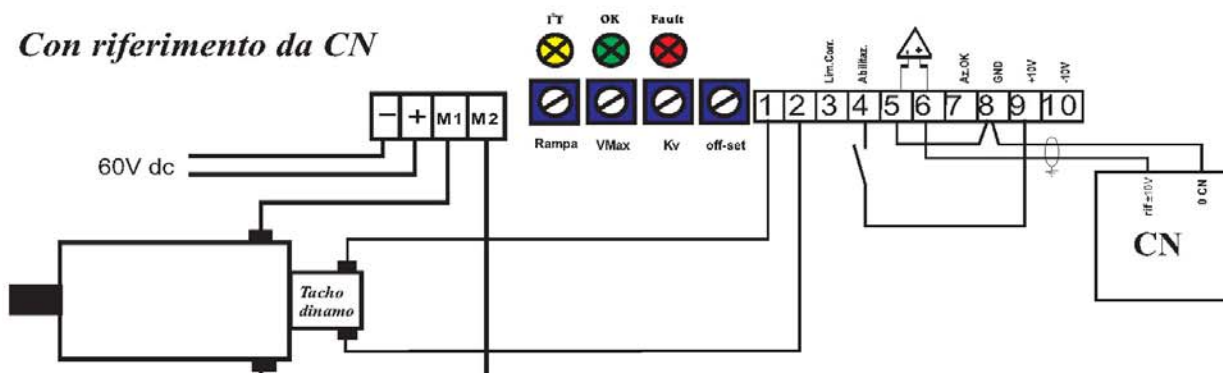 Con riferimento da CN
I²T OK Fault
Lim.Corr. Abilitaz. - + Az.OK GND +10V -10V
- + M1 M2
1 2 3 4 5 6 7 8 9 10
Rampa VMax Kv off-set
60V dc
rif ±10V 0 CN
CN
Tacho
dinamo